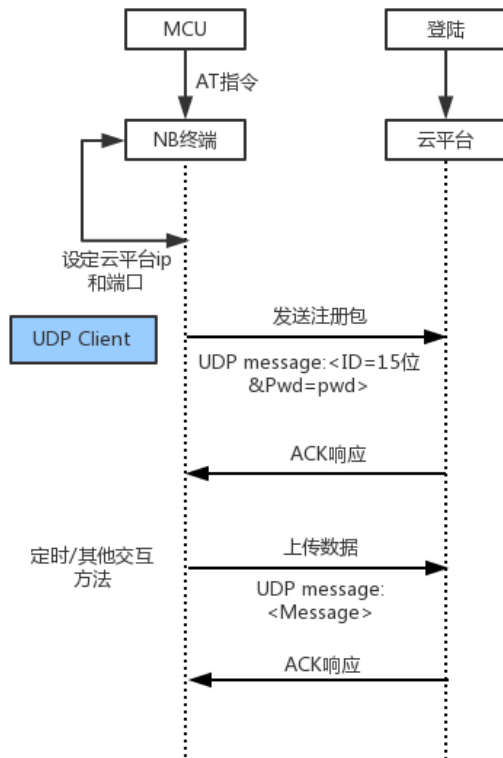 MCU
登陆
AT指令
NB终端
云平台
设定云平台ip
和端口
发送注册包
UDP Client
UDP message:<ID=15位
&Pwd=pwd>
ACK响应
定时/其他交互
方法
上传数据
UDP message:
<Message>
ACK响应